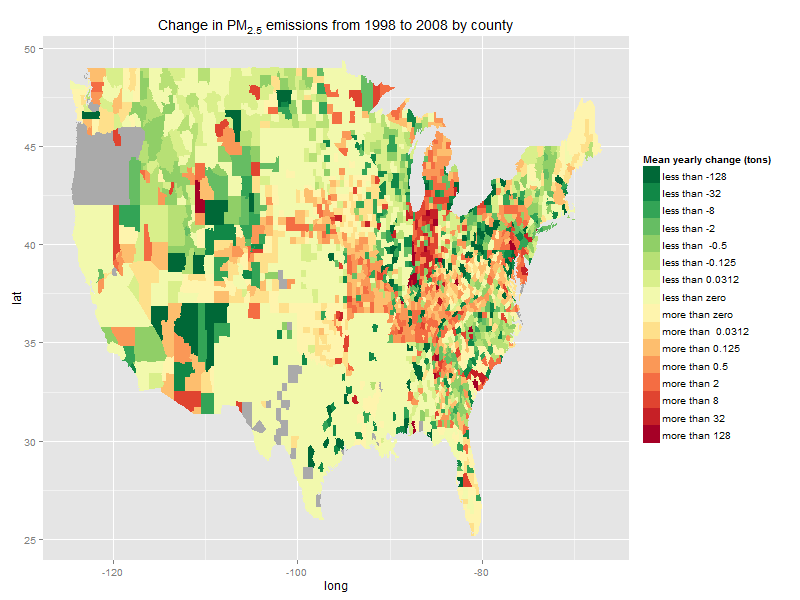 Change in PM2.5 emissions from 1998 to 2008 by county
50
45
40
35
30
25
lat
-120
-100
-80
long
Mean yearly change (tons)
less than -128
less than -32
less than -8
less than -2
less than -0.5
less than -0.125
less than 0.0312
less than zero
more than zero
more than 0.0312
more than 0.125
more than 0.5
more than 2
more than 8
more than 32
more than 128